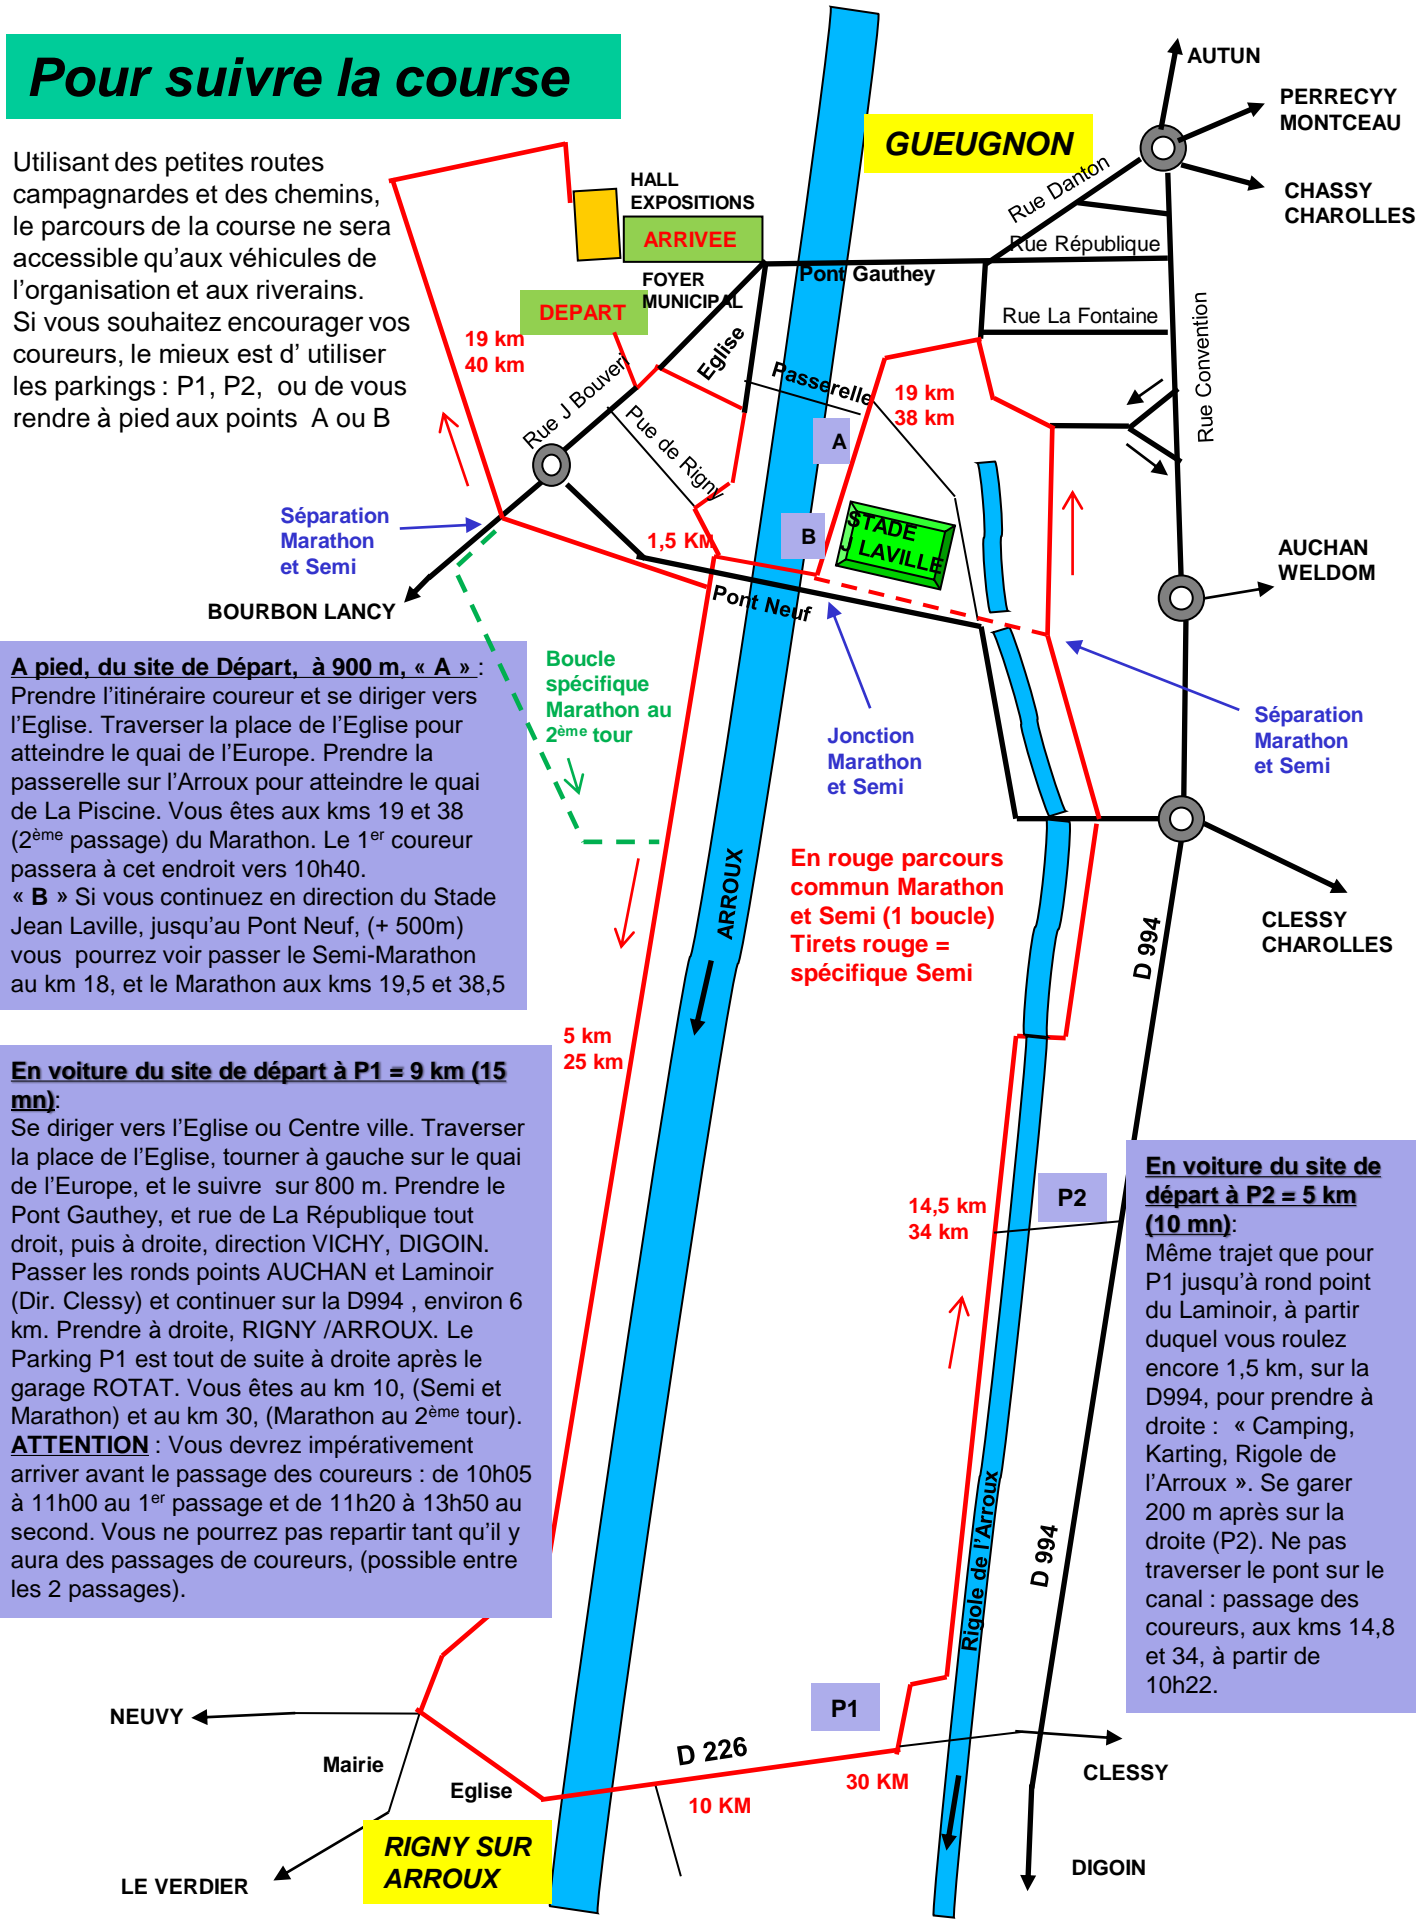 Pour suivre la course
Utilisant des petites routes
campagnardes et des chemins,
le parcours de la course ne sera
accessible qu'aux véhicules de
l'organisation et aux riverains.
Si vous souhaitez encourager vos
coureurs, le mieux est d' utiliser
les parkings : P1, P2, ou de vous
rendre à pied aux points A ou B
GUEUGNON
AUTUN
PERRECYY
MONTCEAU
CHASSY
CHAROLLES
HALL
EXPOSITIONS
ARRIVEE
FOYER
MUNICIPAL
DEPART
Rue Danton
Rue République
Pont Gauthey
Rue La Fontaine
Rue Convention
19 km
40 km
Eglise
Passerelle
19 km
38 km
Rue J Bouveri
Pue de Rigny
A
B
STADE
J LAVILLE
Séparation
Marathon
et Semi
1,5 KM
Pont Neuf
BOURBON LANCY
AUCHAN
WELDOM
A pied, du site de Départ, à 900 m, « A » :
Prendre l'itinéraire coureur et se diriger vers
l'Eglise. Traverser la place de l'Eglise pour
atteindre le quai de l'Europe. Prendre la
passerelle sur l'Arroux pour atteindre le quai
de La Piscine. Vous êtes aux kms 19 et 38
(2ème passage) du Marathon. Le 1er coureur
passera à cet endroit vers 10h40.
« B » Si vous continuez en direction du Stade
Jean Laville, jusqu'au Pont Neuf, (+ 500m)
vous pourrez voir passer le Semi-Marathon
au km 18, et le Marathon aux kms 19,5 et 38,5
Boucle
spécifique
Marathon au
2ème tour
Jonction
Marathon
et Semi
Séparation
Marathon
et Semi
ARROUX
En rouge parcours
commun Marathon
et Semi (1 boucle)
Tirets rouge =
spécifique Semi
CLESSY
CHAROLLES
D 994
5 km
25 km
En voiture du site de départ à P1 = 9 km (15
mn):
Se diriger vers l'Eglise ou Centre ville. Traverser
la place de l'Eglise, tourner à gauche sur le quai
de l'Europe, et le suivre sur 800 m. Prendre le
Pont Gauthey, et rue de La République tout
droit, puis à droite, direction VICHY, DIGOIN.
Passer les ronds points AUCHAN et Laminoir
(Dir. Clessy) et continuer sur la D994 , environ 6
km. Prendre à droite, RIGNY /ARROUX. Le
Parking P1 est tout de suite à droite après le
garage ROTAT. Vous êtes au km 10, (Semi et
Marathon) et au km 30, (Marathon au 2ème tour).
ATTENTION : Vous devrez impérativement
arriver avant le passage des coureurs : de 10h05
à 11h00 au 1er passage et de 11h20 à 13h50 au
second. Vous ne pourrez pas repartir tant qu'il y
aura des passages de coureurs, (possible entre
les 2 passages).
14,5 km
34 km
P2
En voiture du site de
départ à P2 = 5 km
(10 mn):
Même trajet que pour
P1 jusqu'à rond point
du Laminoir, à partir
duquel vous roulez
encore 1,5 km, sur la
D994, pour prendre à
droite : « Camping,
Karting, Rigole de
l'Arroux ». Se garer
200 m après sur la
droite (P2). Ne pas
traverser le pont sur le
canal : passage des
coureurs, aux kms 14,8
et 34, à partir de
10h22.
Rigole de l'Arroux
D 994
P1
NEUVY
Mairie
Eglise
D 226
10 KM
30 KM
CLESSY
RIGNY SUR
ARROUX
LE VERDIER
DIGOIN